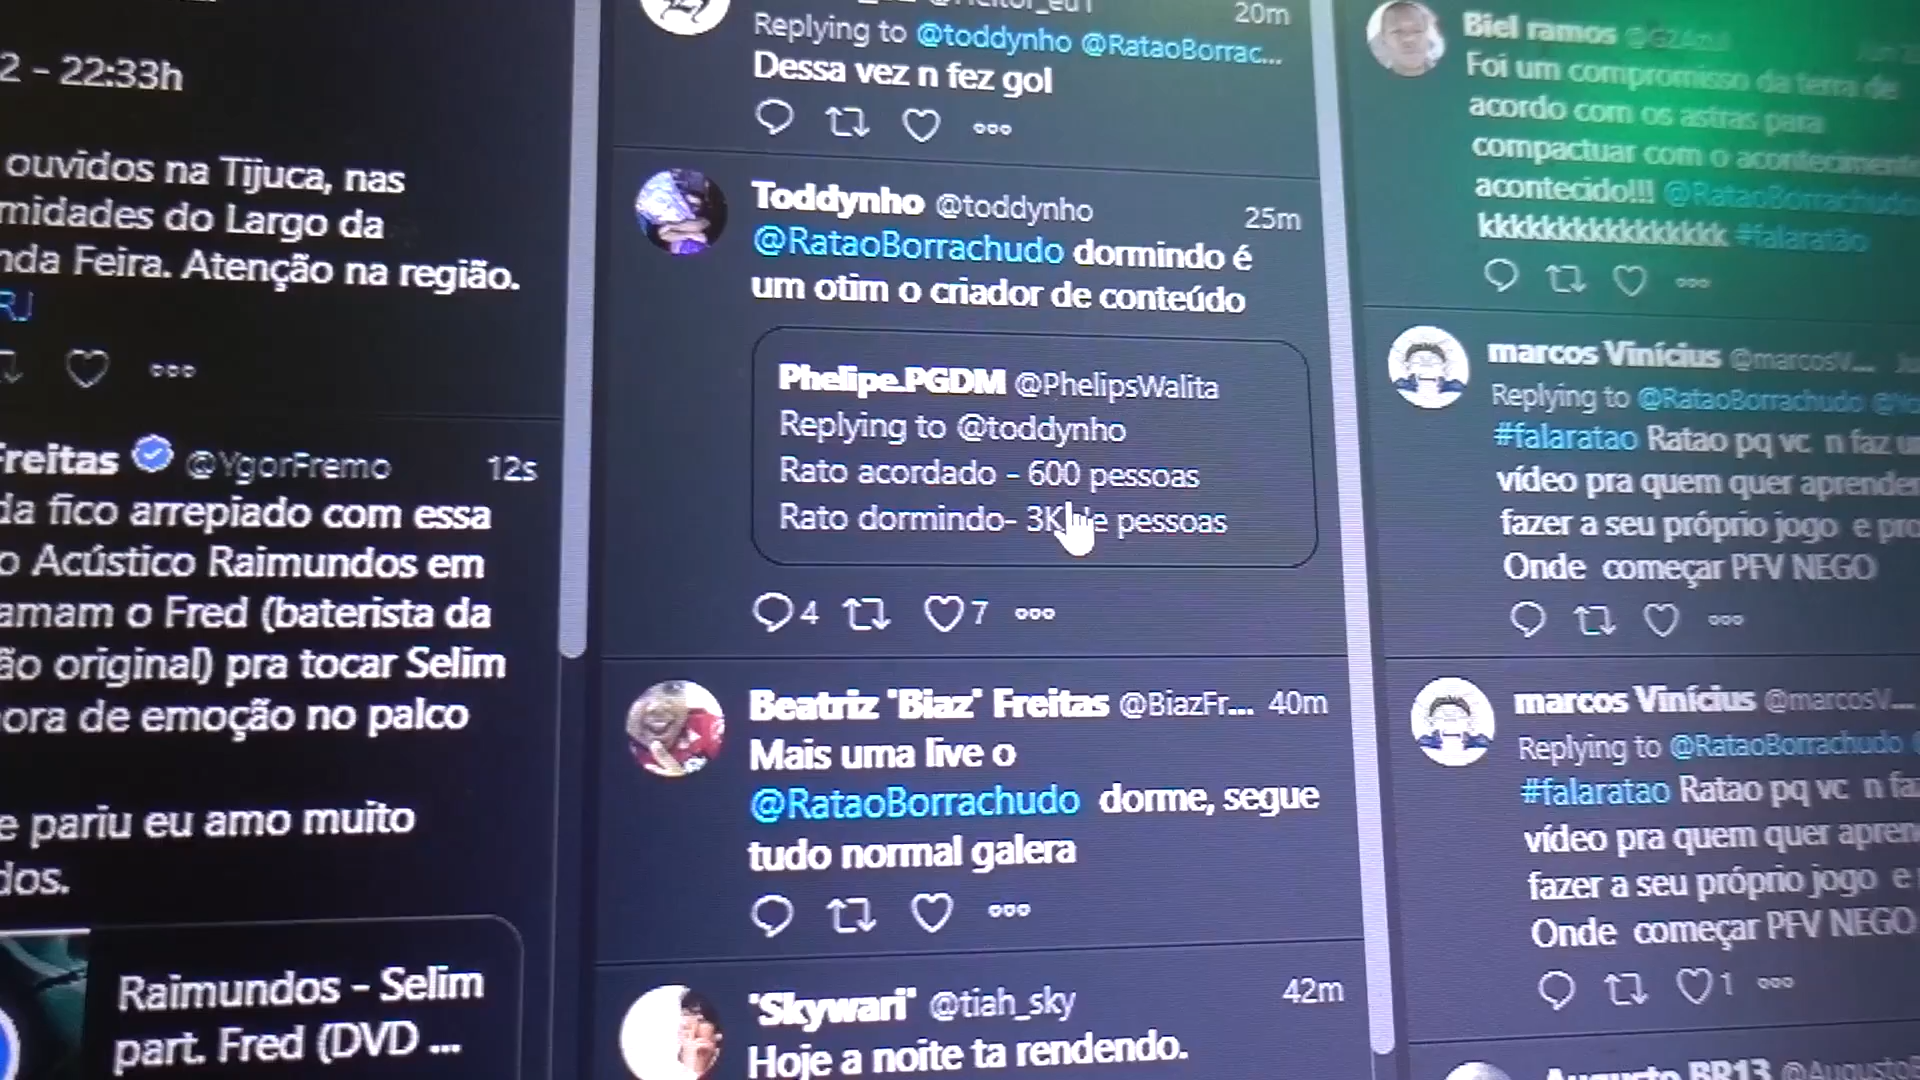 2 - 22:33h
ouvidos na Tijuca, nas
midades do Largo da
nda Feira. Atenção na região.
RJ
Freitas @YgorFremo 12s
da fico arrepiado com essa
o Acústico Raimundos em
amam o Fred (baterista da
ão original) pra tocar Selim
ora de emoção no palco
e pariu eu amo muito
dos.
Raimundos - Selim
part. Fred (DVD ...
20m
Replying to @toddynho @RataoBorrac...
Dessa vez n fez gol
Toddynho @toddynho 25m
@RataoBorrachudo dormindo é
um otim o criador de conteúdo
Phelipe.PGDM @PhelipsWalita
Replying to @toddynho
Rato acordado - 600 pessoas
Rato dormindo- 3K de pessoas
4 7
Beatriz 'Biaz' Freitas @BiazFr... 40m
Mais uma live o
@RataoBorrachudo dorme, segue
tudo normal galera
'Skywari' @tiah_sky 42m
Hoje a noite ta rendendo.
Biel ramos
Foi um compromisso da terra de
acordo com os astras para
compactuar com o acontecimento
acontecido!!! @RataoBorrachudo
kkkkkkkkkkkkkkkkk #falaratão
marcos Vinícius @marcosV...
Replying to @RataoBorrachudo
#falaratao Ratao pq vc n faz um
vídeo pra quem quer aprender
fazer a seu próprio jogo e pro
Onde começar PFV NEGO
marcos Vinícius @marcosV...
Replying to @RataoBorrachudo
#falaratao Ratao pq vc n faz
vídeo pra quem quer apren
fazer a seu próprio jogo e
Onde começar PFV NEGO
1
Augusto BR13 @AugustoB